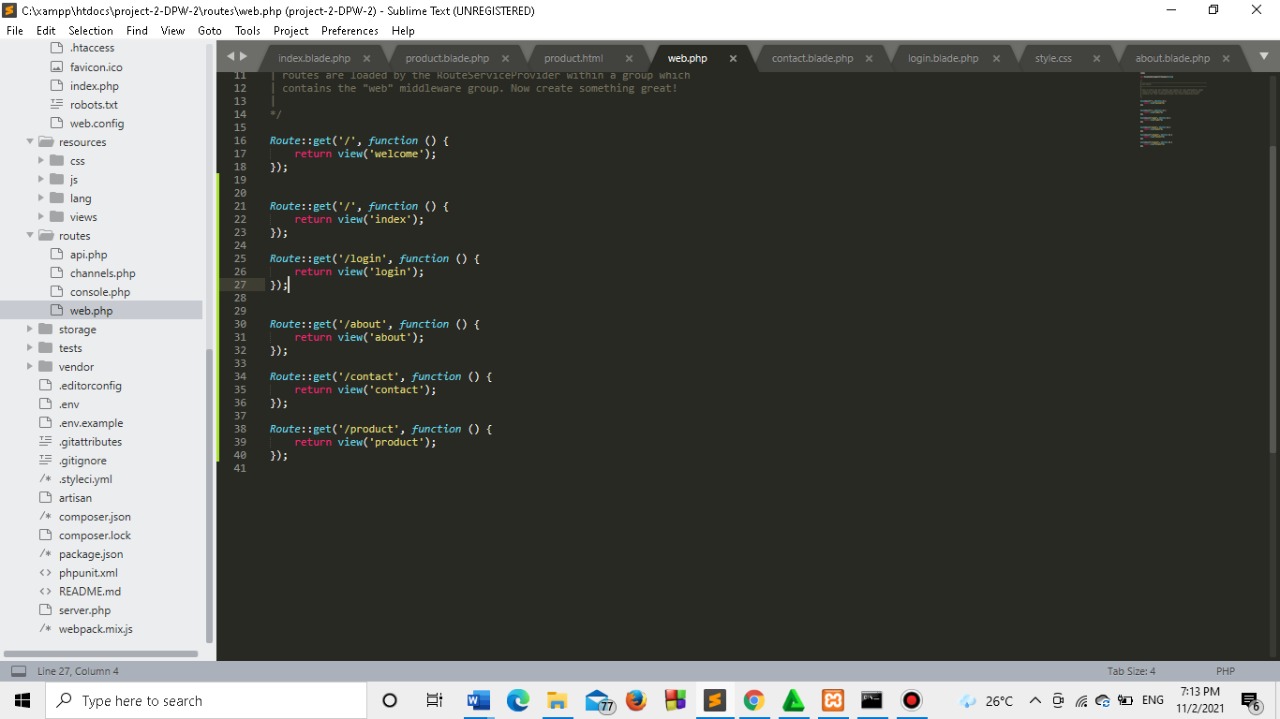 C:\xampp\htdocs\project-2-DPW-2\routes\web.php (project-2-DPW-2) - Sublime Text (UNREGISTERED)
File Edit Selection Find View Goto Tools Project Preferences Help
.htaccess
favicon.ico
index.php
robots.txt
web.config
resources
css
js
lang
views
routes
api.php
channels.php
console.php
web.php
storage
tests
vendor
.editorconfig
.env
.env.example
.gitattributes
.gitignore
.styleci.yml
artisan
composer.json
composer.lock
package.json
phpunit.xml
README.md
server.php
webpack.mix.js
index.blade.php product.blade.php product.html web.php contact.blade.php login.blade.php style.css about.blade.php
11 | routes are loaded by the RouteServiceProvider within a group which
12 | contains the "web" middleware group. Now create something great!
13 |
14 */
15
16 Route::get('/', function () {
17     return view('welcome');
18 });
19
20
21 Route::get('/', function () {
22     return view('index');
23 });
24
25 Route::get('/login', function () {
26     return view('login');
27 });
28
29
30 Route::get('/about', function () {
31     return view('about');
32 });
33
34 Route::get('/contact', function () {
35     return view('contact');
36 });
37
38 Route::get('/product', function () {
39     return view('product');
40 });
41
Line 27, Column 4 Tab Size: 4 PHP
Type here to search 77 26°C ENG 7:13 PM 11/2/2021 6